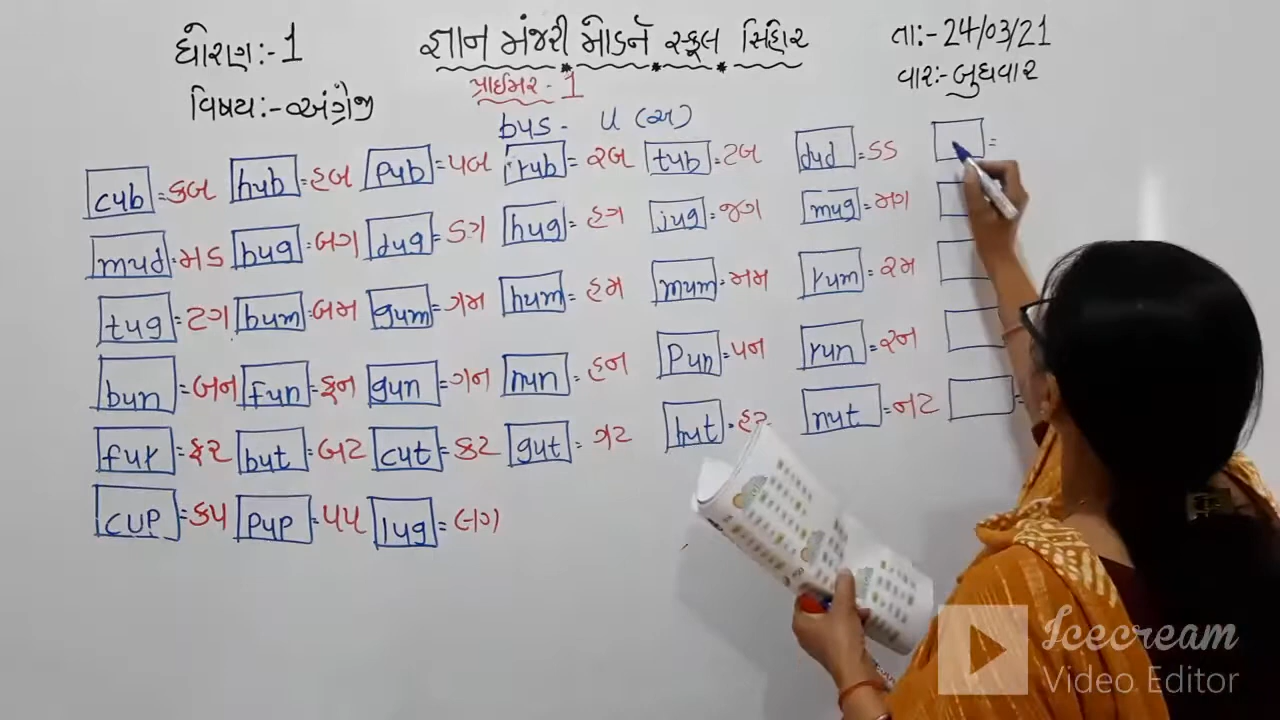 ધોરણ:-1
જ્ઞાન મંજરી મોડર્ન સ્કૂલ સિહોર
તા:-24/03/21
વિષય:-અંગ્રેજી
પ્રાઈમર-1
વાર:-બુધવાર
bus - u (અ)
cub=કબ hub=હબ pub=પબ rub=રબ tub=ટબ dud=ડડ =
mud=મડ bug=બગ dug=ડગ hug=હગ jug=જગ mug=મગ
tug=ટગ bum=બમ gum=ગમ hum=હમ mum=મમ rum=રમ
bun=બન fun=ફન gun=ગન nun=હન pun=પન run=રન
fur=ફર but=બટ cut=કટ gut=ગટ hut=હટ nut=નટ =
cup=કપ pup=પપ lug=લગ
Icecream
Video Editor